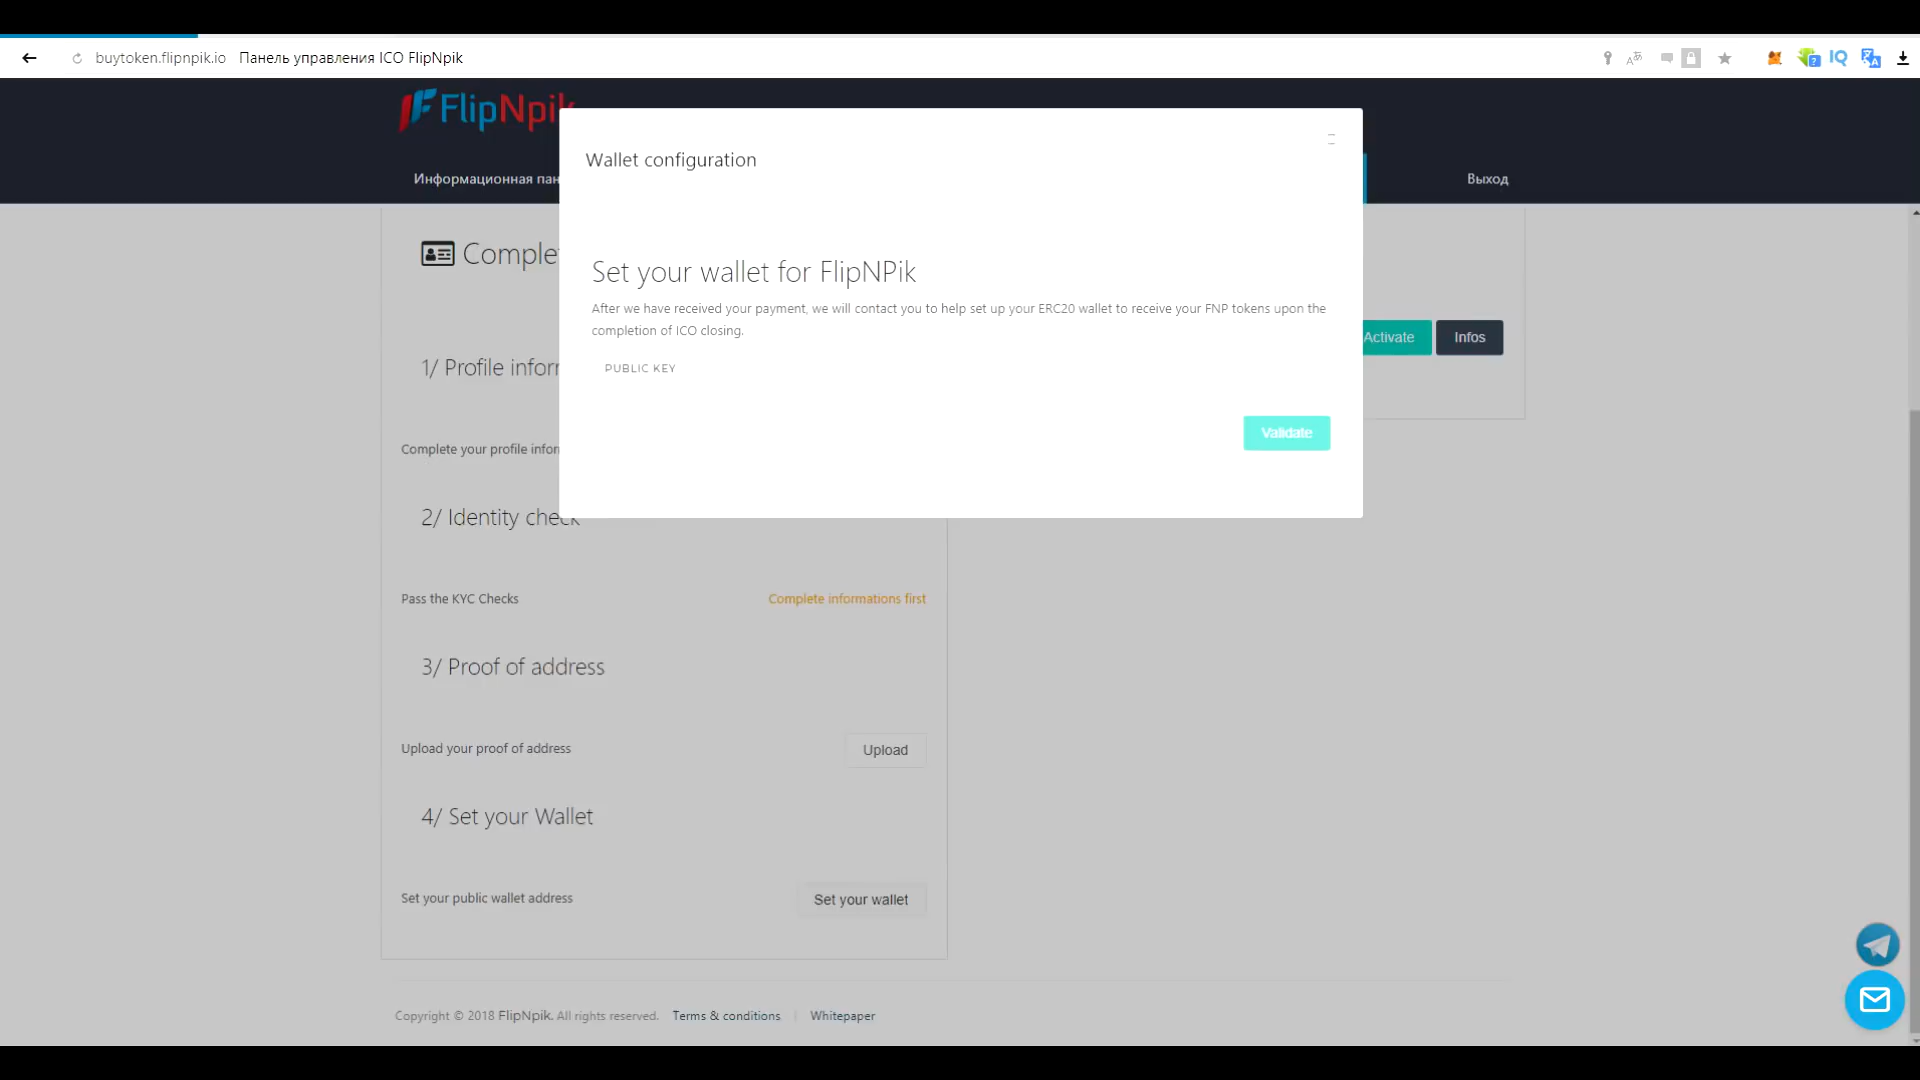 buytoken.flipnpik.io Панель управления ICO FlipNpik
FlipNpik
Информационная пан
Выход
Wallet configuration
Set your wallet for FlipNPik
After we have received your payment, we will contact you to help set up your ERC20 wallet to receive your FNP tokens upon the
completion of ICO closing.
PUBLIC KEY
Validate
Activate
Infos
Complet
1/ Profile inforr
Complete your profile infor
2/ Identity check
Pass the KYC Checks
Complete informations first
3/ Proof of address
Upload your proof of address
Upload
4/ Set your Wallet
Set your public wallet address
Set your wallet
Copyright © 2018 FlipNpik. All rights reserved. Terms & conditions | Whitepaper
IQ